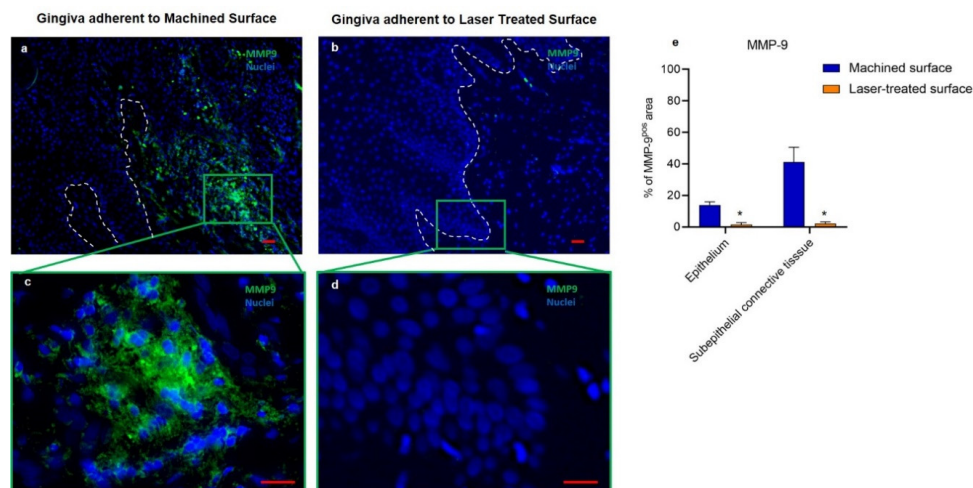 Gingiva adherent to Machined Surface
Gingiva adherent to Laser Treated Surface
a
MMP9
Nuclei
b
MMP9
Nuclei
c
MMP9
Nuclei
d
MMP9
Nuclei
e
MMP-9
Machined surface
Laser-treated surface
% of MMP-9pos area
100
80
60
40
20
0
*
*
Epithelium
Subepithelial connective tisssue